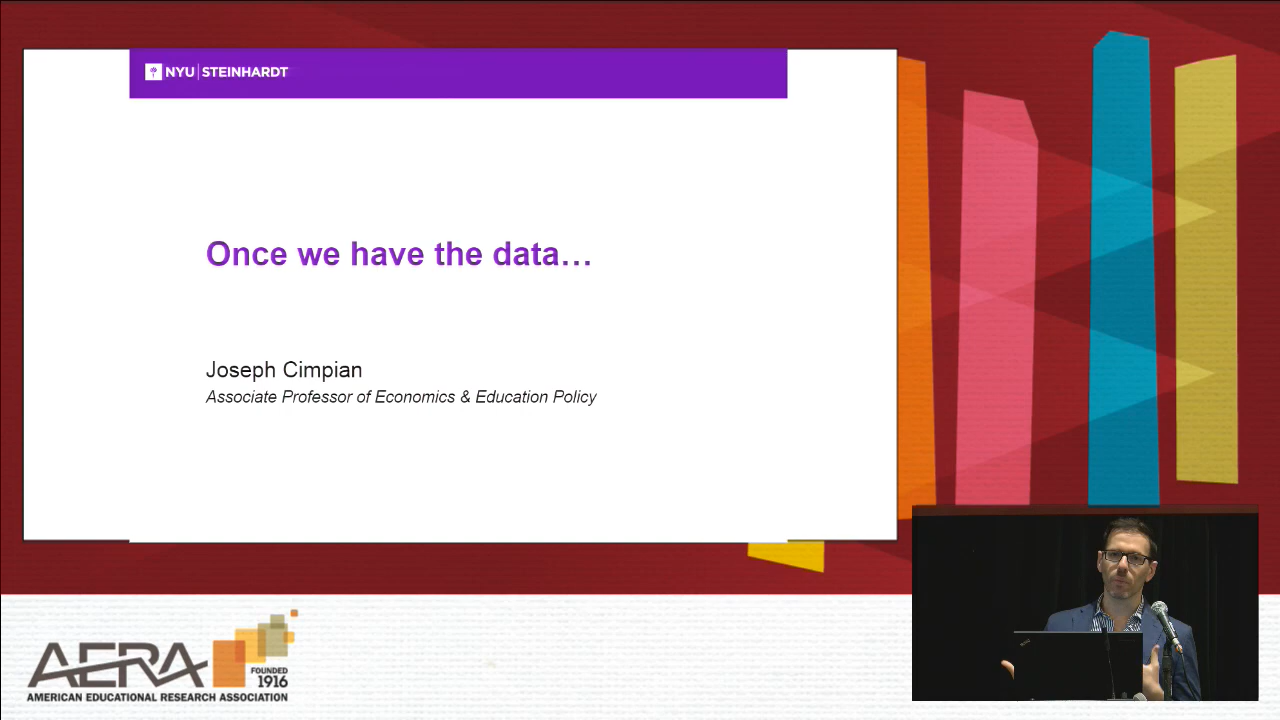 NYU STEINHARDT
Once we have the data…
Joseph Cimpian
Associate Professor of Economics & Education Policy
AERA
FOUNDED
1916
AMERICAN EDUCATIONAL RESEARCH ASSOCIATION